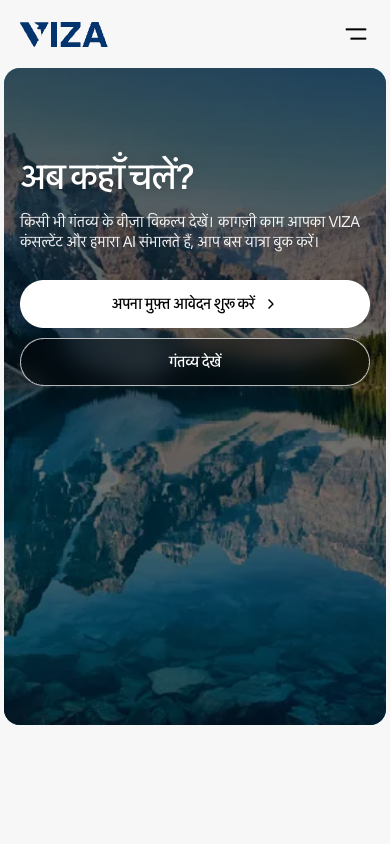 VIZA
अब कहाँ चलें?
किसी भी गंतव्य के वीज़ा विकल्प देखें। कागज़ी काम आपका VIZA
कंसल्टेंट और हमारा AI संभालते हैं, आप बस यात्रा बुक करें।
अपना मुफ़्त आवेदन शुरू करें
गंतव्य देखें